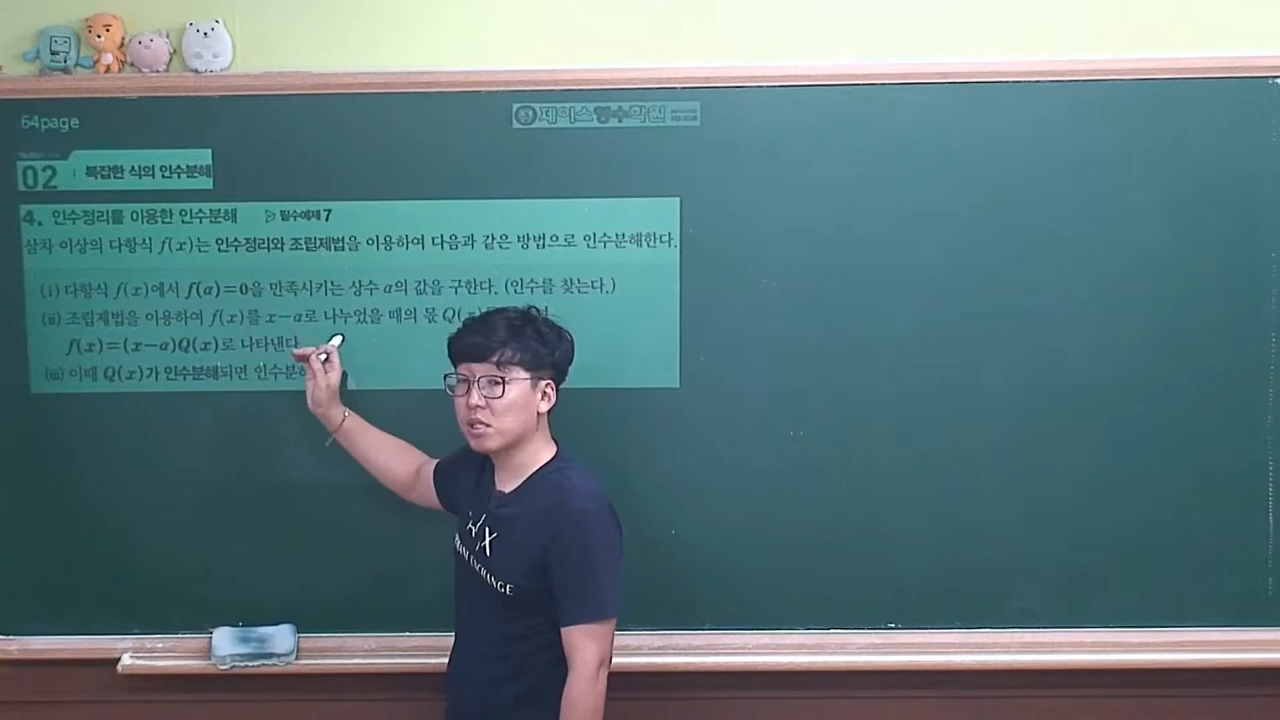 64page
제이스영수학원
02 복잡한 식의 인수분해
4. 인수정리를 이용한 인수분해 ≫ 필수예제 7
삼차 이상의 다항식 f(x)는 인수정리와 조립제법을 이용하여 다음과 같은 방법으로 인수분해한다.
(i) 다항식 f(x)에서 f(α)=0을 만족시키는 상수 α의 값을 구한다. (인수를 찾는다.)
(ii) 조립제법을 이용하여 f(x)를 x-α로 나누었을 때의 몫 Q(x)
f(x)=(x-α)Q(x)로 나타낸다.
(iii) 이때 Q(x)가 인수분해되면 인수분해
AX
EXCHANGE